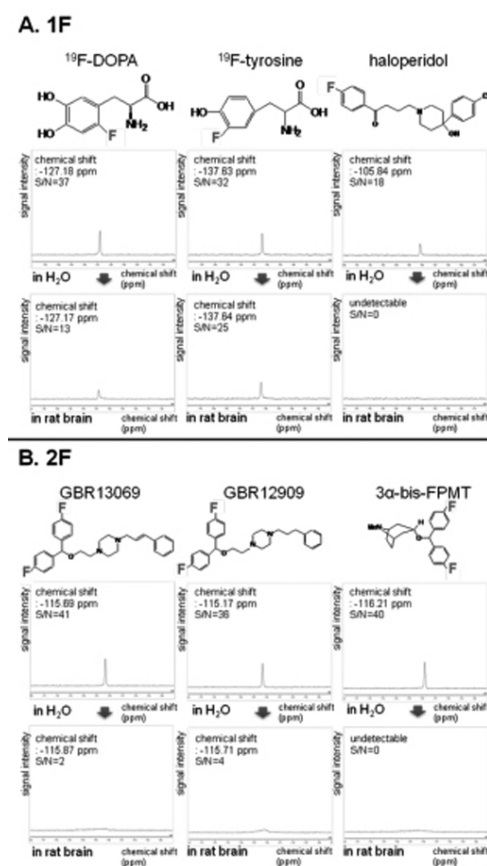 A. 1F
¹⁹F-DOPA
¹⁹F-tyrosine
haloperidol
HO
HO
F
O
OH
NH₂
F
HO
O
OH
NH₂
F
O
N
OH
signal intensity
chemical shift
: -127.18 ppm
S/N=37
in H₂O
chemical shift
(ppm)
signal intensity
chemical shift
: -137.63 ppm
S/N=32
in H₂O
chemical shift
(ppm)
signal intensity
chemical shift
: -105.84 ppm
S/N=18
in H₂O
chemical shift
(ppm)
signal intensity
chemical shift
: -127.17 ppm
S/N=13
in rat brain
chemical shift
(ppm)
signal intensity
chemical shift
: -137.64 ppm
S/N=25
in rat brain
chemical shift
(ppm)
signal intensity
undetectable
S/N=0
in rat brain
chemical shift
(ppm)
B. 2F
GBR13069
GBR12909
3α-bis-FPMT
F
F
O
N
N
F
F
O
N
N
MeN
H
O
F
F
signal intensity
chemical shift
: -115.69 ppm
S/N=41
in H₂O
chemical shift
(ppm)
signal intensity
chemical shift
: -115.17 ppm
S/N=36
in H₂O
chemical shift
(ppm)
signal intensity
chemical shift
: -116.21 ppm
S/N=40
in H₂O
chemical shift
(ppm)
signal intensity
chemical shift
: -115.87 ppm
S/N=2
in rat brain
chemical shift
(ppm)
signal intensity
chemical shift
: -115.71 ppm
S/N=4
in rat brain
chemical shift
(ppm)
signal intensity
undetectable
S/N=0
in rat brain
chemical shift
(ppm)